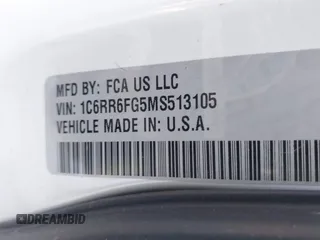 MFD BY: FCA US LLC
VIN: 1C6RR6FG5MS513105
VEHICLE MADE IN: U.S.A.
DREAMBID